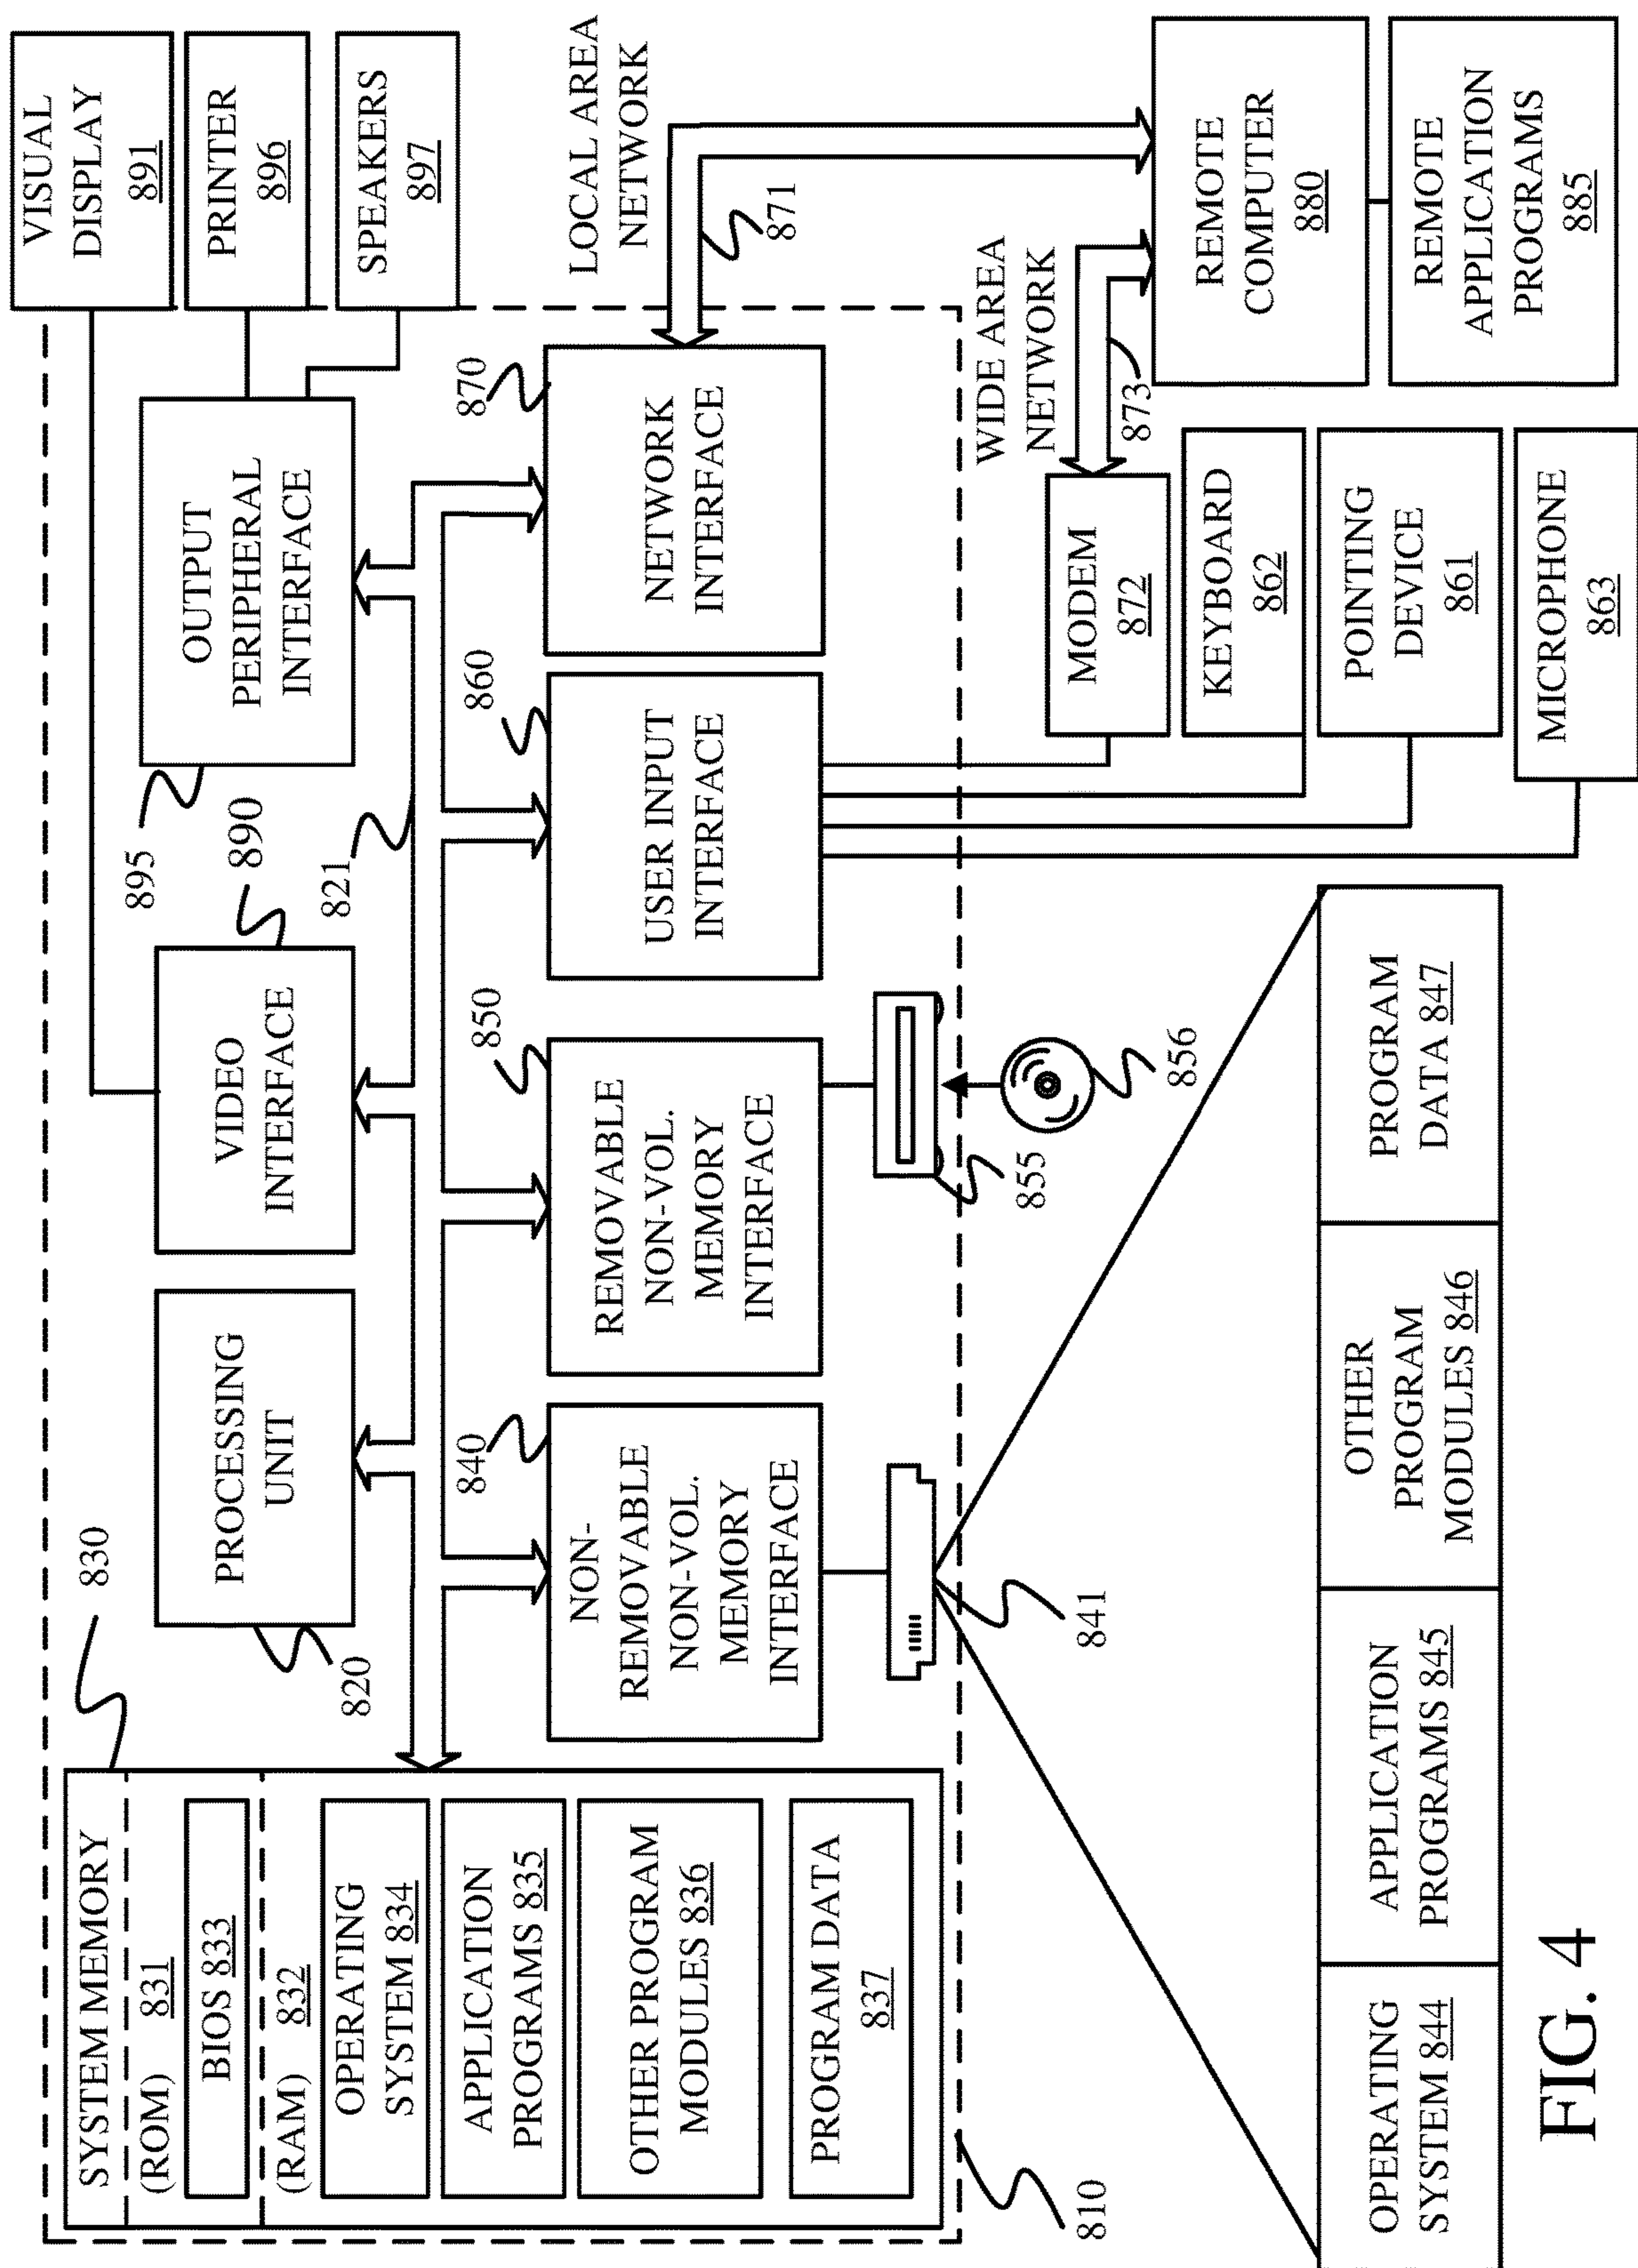 SYSTEM MEMORY
(ROM) 831
BIOS 833
(RAM) 832
OPERATING
SYSTEM 834
APPLICATION
PROGRAMS 835
OTHER PROGRAM
MODULES 836
PROGRAM DATA
837
830
PROCESSING
UNIT
820
VIDEO
INTERFACE
890
OUTPUT
PERIPHERAL
INTERFACE
895
821
VISUAL
DISPLAY
891
PRINTER
896
SPEAKERS
897
NON-
REMOVABLE
NON-VOL.
MEMORY
INTERFACE
840
REMOVABLE
NON-VOL.
MEMORY
INTERFACE
850
USER INPUT
INTERFACE
860
NETWORK
INTERFACE
870
LOCAL AREA
NETWORK
871
810
841
855
856
WIDE AREA
NETWORK
873
MODEM
872
KEYBOARD
862
POINTING
DEVICE
861
MICROPHONE
863
REMOTE
COMPUTER
880
REMOTE
APPLICATION
PROGRAMS
885
OPERATING
SYSTEM 844
APPLICATION
PROGRAMS 845
OTHER
PROGRAM
MODULES 846
PROGRAM
DATA 847
FIG. 4